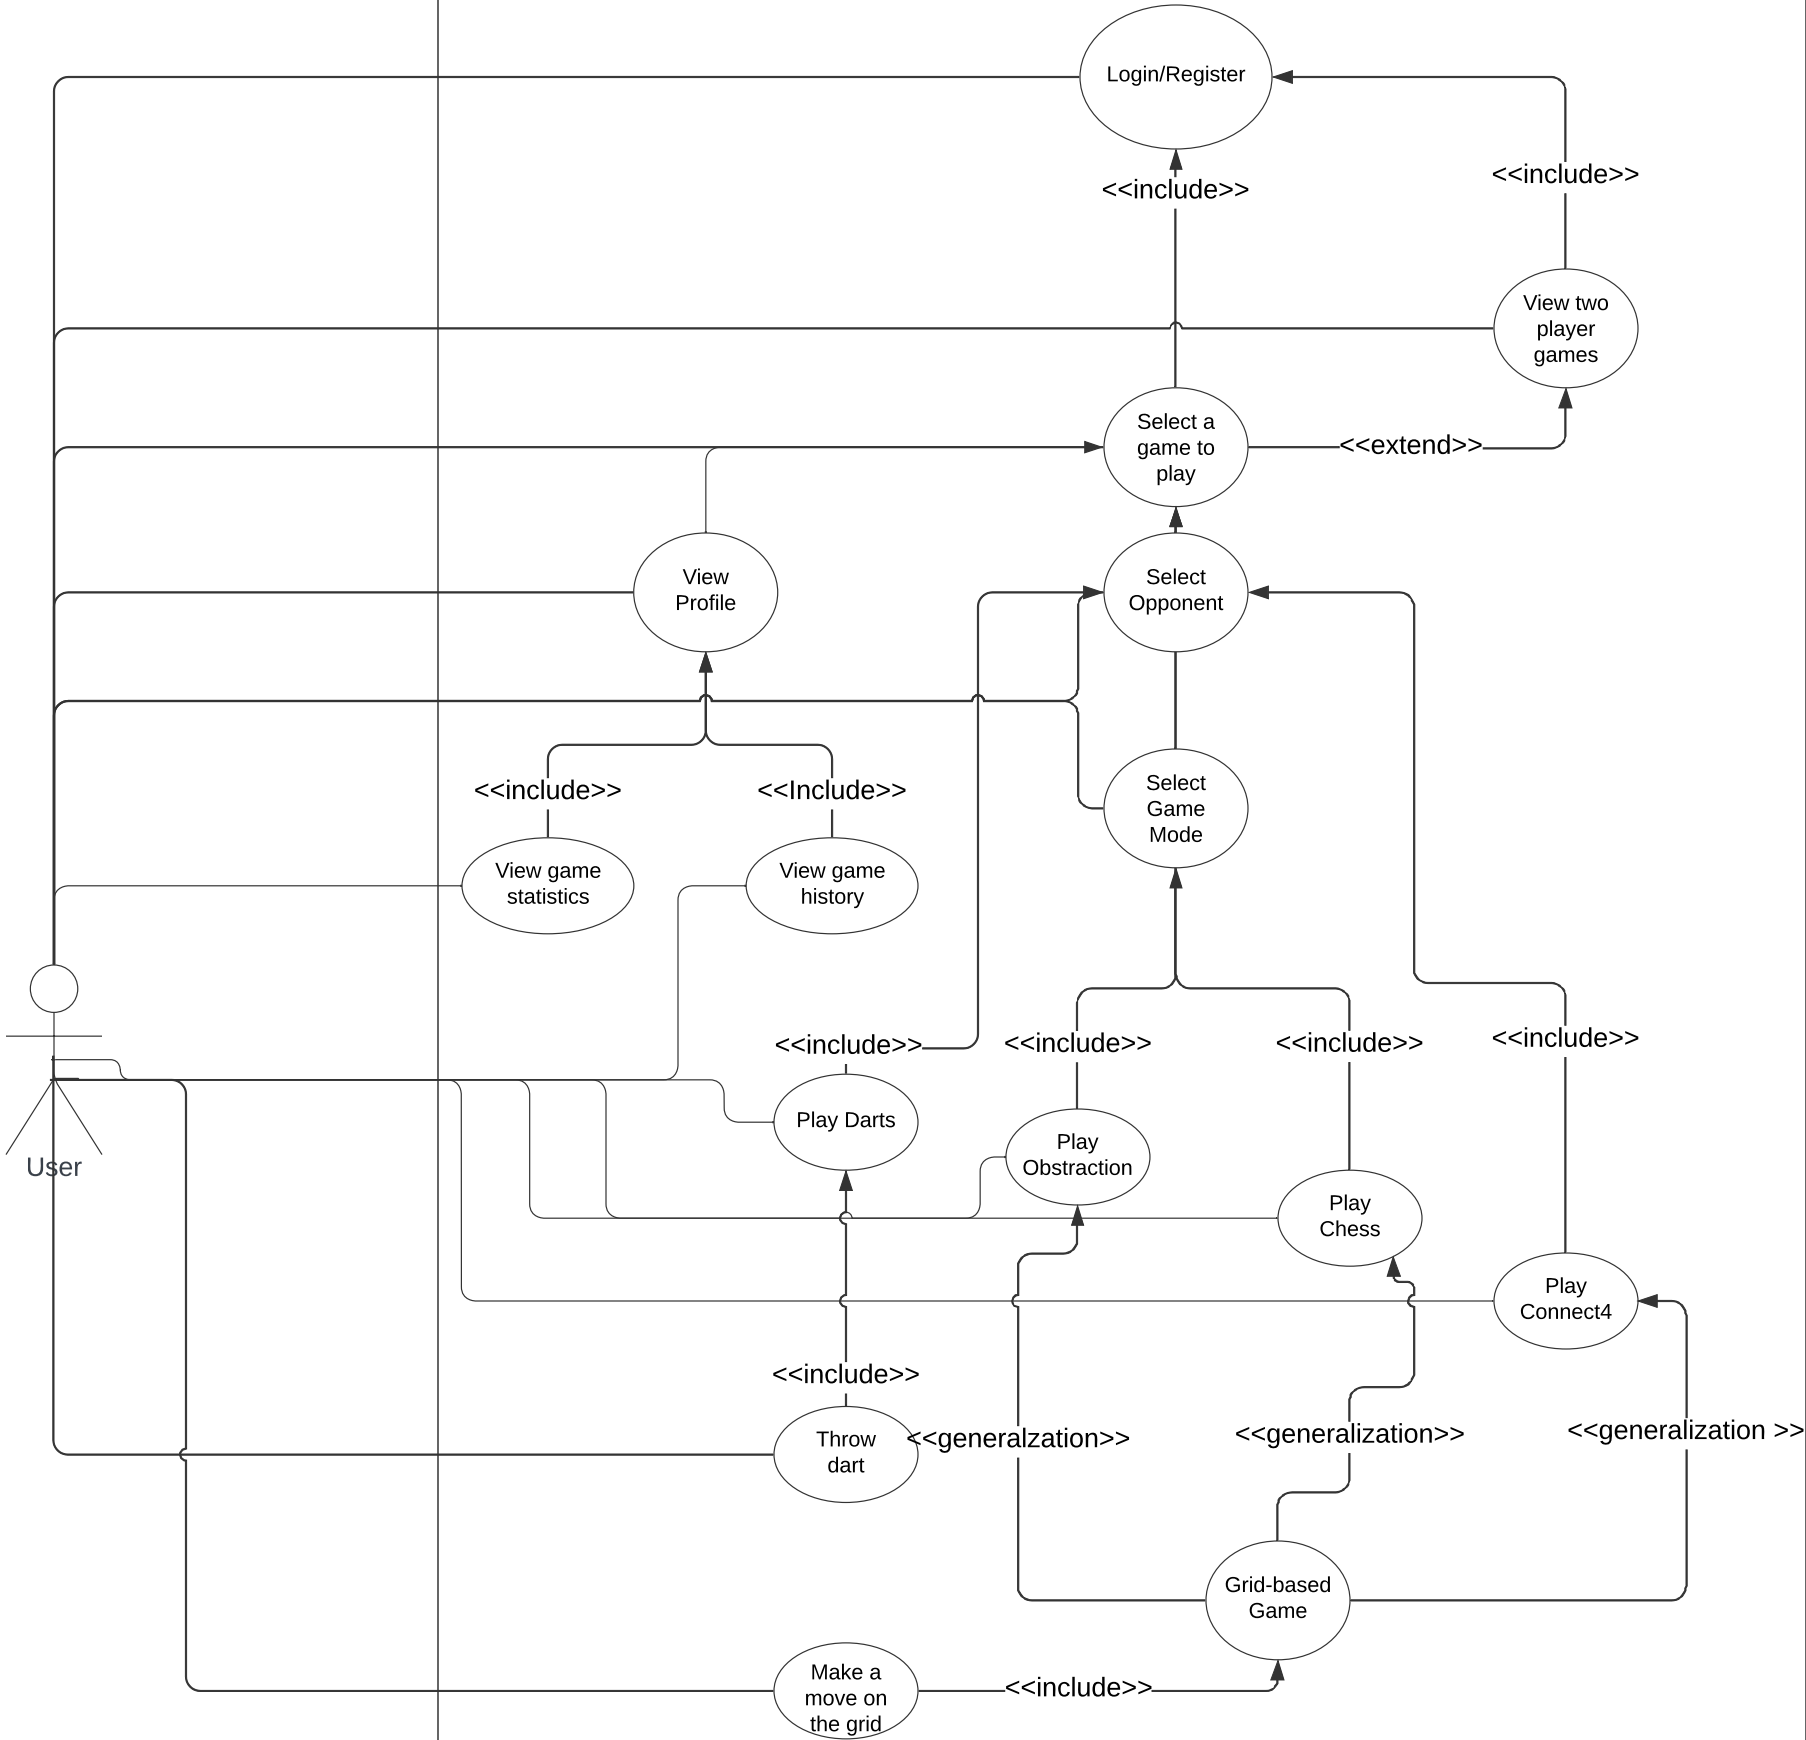 Login/Register
<<include>>
<<include>>
View two
player
games
Select a
game to
play
<<extend>>
View
Profile
Select
Opponent
<<include>>
<<Include>>
Select
Game
Mode
View game
statistics
View game
history
<<include>>
<<include>>
<<include>>
<<include>>
User
Play Darts
Play
Obstraction
Play
Chess
Play
Connect4
<<include>>
Throw
dart
<<generalzation>>
<<generalization>>
<<generalization >>
Grid-based
Game
Make a
move on
the grid
<<include>>